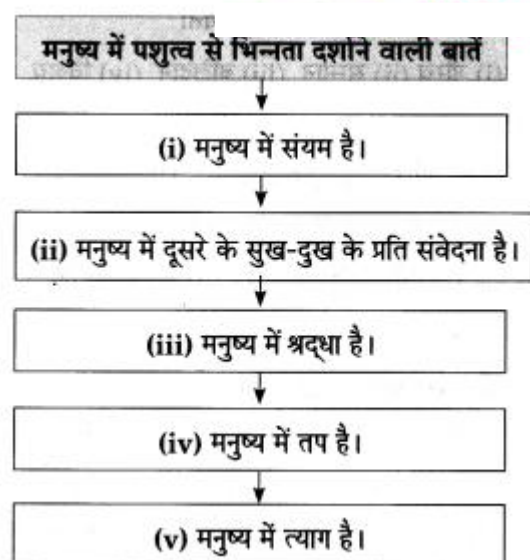 मनुष्य में पशुत्व से भिन्नता दर्शाने वाली बातें
(i) मनुष्य में संयम है।
(ii) मनुष्य में दूसरे के सुख-दुख के प्रति संवेदना है।
(iii) मनुष्य में श्रद्धा है।
(iv) मनुष्य में तप है।
(v) मनुष्य में त्याग है।